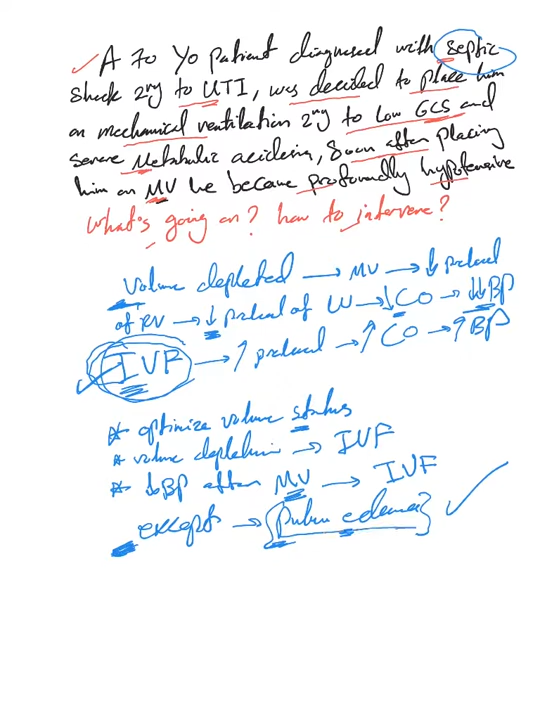 A 70 Yo patient diagnosed with septic
shock 2ry to UTI, was decided to place him
on mechanical ventilation 2ry to low GCS and
severe Metabolic acidosis, Soon after placing
him on MV he became profoundly hypotensive
What's going on? how to intervene?
Volume depleted → MV → ↓ preload
of RV → ↓ preload of LV → ↓ CO → ↓↓ BP
IVF → ↑ preload → ↑ CO → ↑ BP
* optimize volume status
* volume depletion → IVF
* ↓ BP after MV → IVF
except → {pulm edema}